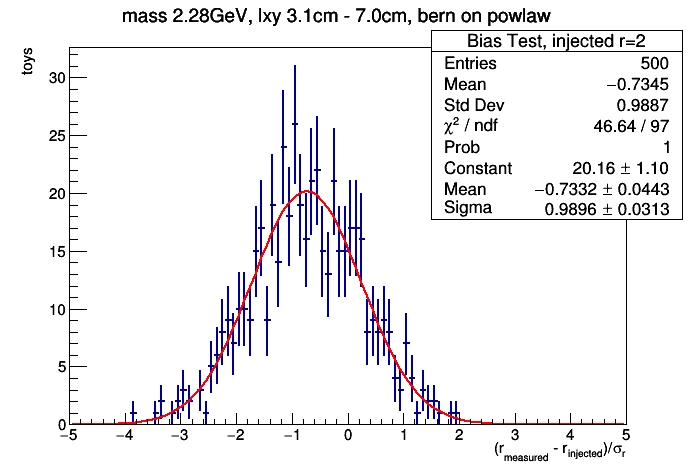 mass 2.28GeV, lxy 3.1cm - 7.0cm, bern on powlaw
Bias Test, injected r=2
Entries 500
Mean −0.7345
Std Dev 0.9887
χ² / ndf 46.64 / 97
Prob 1
Constant 20.16 ± 1.10
Mean −0.7332 ± 0.0443
Sigma 0.9896 ± 0.0313
toys
30
25
20
15
10
5
0
−5 −4 −3 −2 −1 0 1 2 3 4 5
(r_measured - r_injected)/σ_r